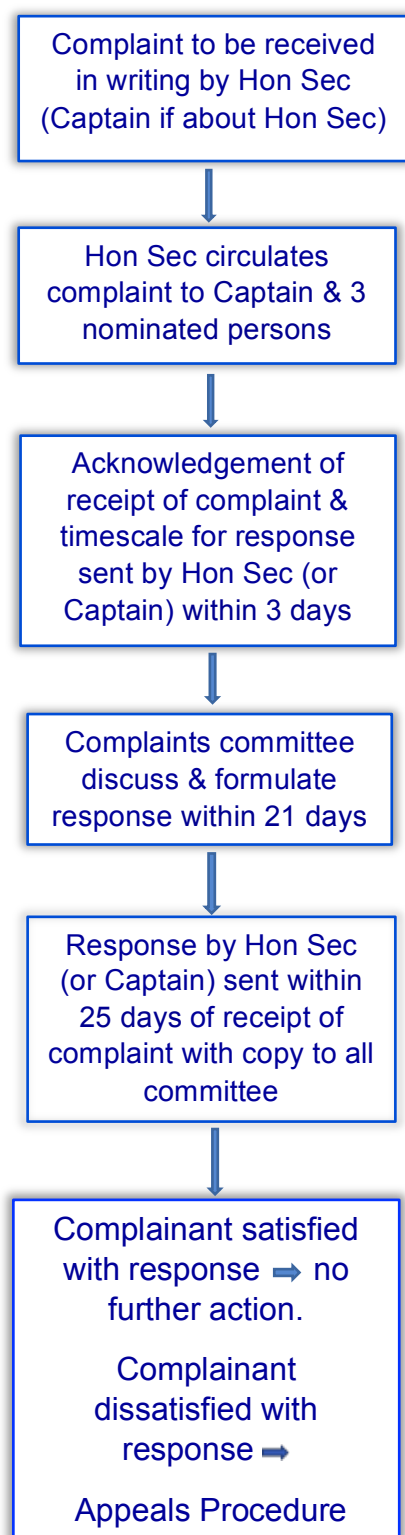 Complaint to be received
in writing by Hon Sec
(Captain if about Hon Sec)
Hon Sec circulates
complaint to Captain & 3
nominated persons
Acknowledgement of
receipt of complaint &
timescale for response
sent by Hon Sec (or
Captain) within 3 days
Complaints committee
discuss & formulate
response within 21 days
Response by Hon Sec
(or Captain) sent within
25 days of receipt of
complaint with copy to all
committee
Complainant satisfied
with response ➡ no
further action.
Complainant
dissatisfied with
response ➡
Appeals Procedure